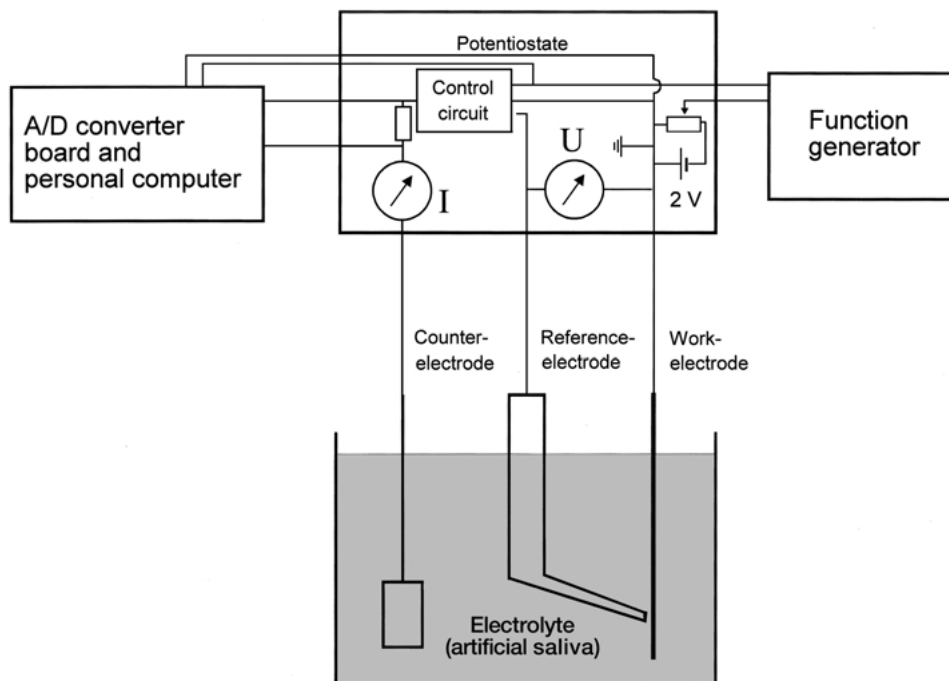 Potentiostate
A/D converter
board and
personal computer
Control
circuit
U
I
2 V
Function
generator
Counter-
electrode
Reference-
electrode
Work-
electrode
Electrolyte
(artificial saliva)